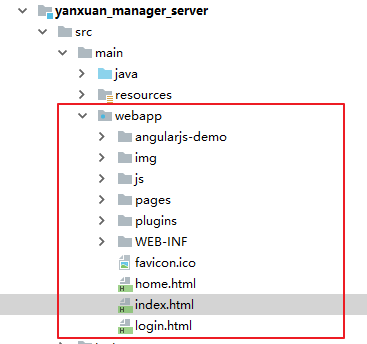 yanxuan_manager_server
src
main
java
resources
webapp
angularjs-demo
img
js
pages
plugins
WEB-INF
favicon.ico
home.html
index.html
login.html